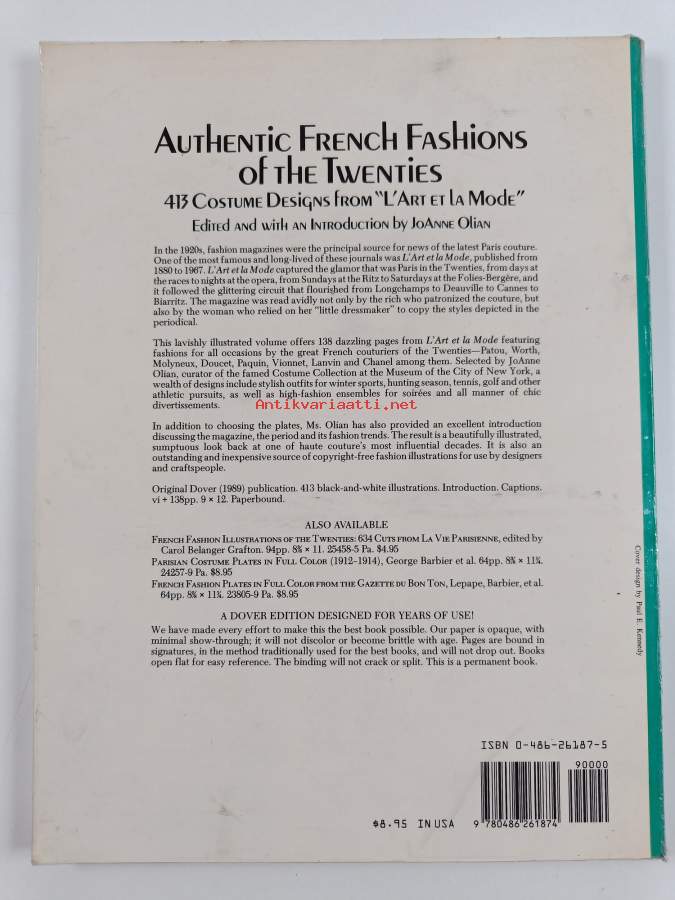 Authentic French Fashions
of the Twenties
413 Costume Designs from "L'Art et la Mode"
Edited and with an Introduction by JoAnne Olian
In the 1920s, fashion magazines were the principal source for news of the latest Paris couture.
One of the most famous and long-lived of these journals was L'Art et la Mode, published from
1880 to 1967. L'Art et la Mode captured the glamor that was Paris in the Twenties, from days at
the races to nights at the opera, from Sundays at the Ritz to Saturdays at the Folies-Bergère, and
it followed the glittering circuit that flourished from Longchamps to Deauville to Cannes to
Biarritz. The magazine was read avidly not only by the rich who patronized the couture, but
also by the woman who relied on her "little dressmaker" to copy the styles depicted in the
periodical.
This lavishly illustrated volume offers 138 dazzling pages from L'Art et la Mode featuring
fashions for all occasions by the great French couturiers of the Twenties—Patou, Worth,
Molyneux, Doucet, Paquin, Vionnet, Lanvin and Chanel among them. Selected by JoAnne
Olian, curator of the famed Costume Collection at the Museum of the City of New York, a
wealth of designs include stylish outfits for winter sports, hunting season, tennis, golf and other
athletic pursuits, as well as high-fashion ensembles for soirées and all manner of chic
divertissements.
Antikvariaatti.net
In addition to choosing the plates, Ms. Olian has also provided an excellent introduction
discussing the magazine, the period and its fashion trends. The result is a beautifully illustrated,
sumptuous look back at one of haute couture's most influential decades. It is also an
outstanding and inexpensive source of copyright-free fashion illustrations for use by designers
and craftspeople.
Original Dover (1989) publication. 413 black-and-white illustrations. Introduction. Captions.
vi + 138pp. 9 × 12. Paperbound.
ALSO AVAILABLE
French Fashion Illustrations of the Twenties: 634 Cuts from La Vie Parisienne, edited by
Carol Belanger Grafton. 94pp. 8⅜ × 11. 25458-5 Pa. $4.95
Parisian Costume Plates in Full Color (1912–1914), George Barbier et al. 64pp. 8⅜ × 11¼.
24257-9 Pa. $8.95
French Fashion Plates in Full Color from the Gazette du Bon Ton, Lepape, Barbier, et al.
64pp. 8⅜ × 11¼. 23805-9 Pa. $8.95
A DOVER EDITION DESIGNED FOR YEARS OF USE!
We have made every effort to make this the best book possible. Our paper is opaque, with
minimal show-through; it will not discolor or become brittle with age. Pages are bound in
signatures, in the method traditionally used for the best books, and will not drop out. Books
open flat for easy reference. The binding will not crack or split. This is a permanent book.
Cover design by Paul E. Kennedy
ISBN 0-486-26187-5
90000
$8.95 IN USA
9 780486 261874